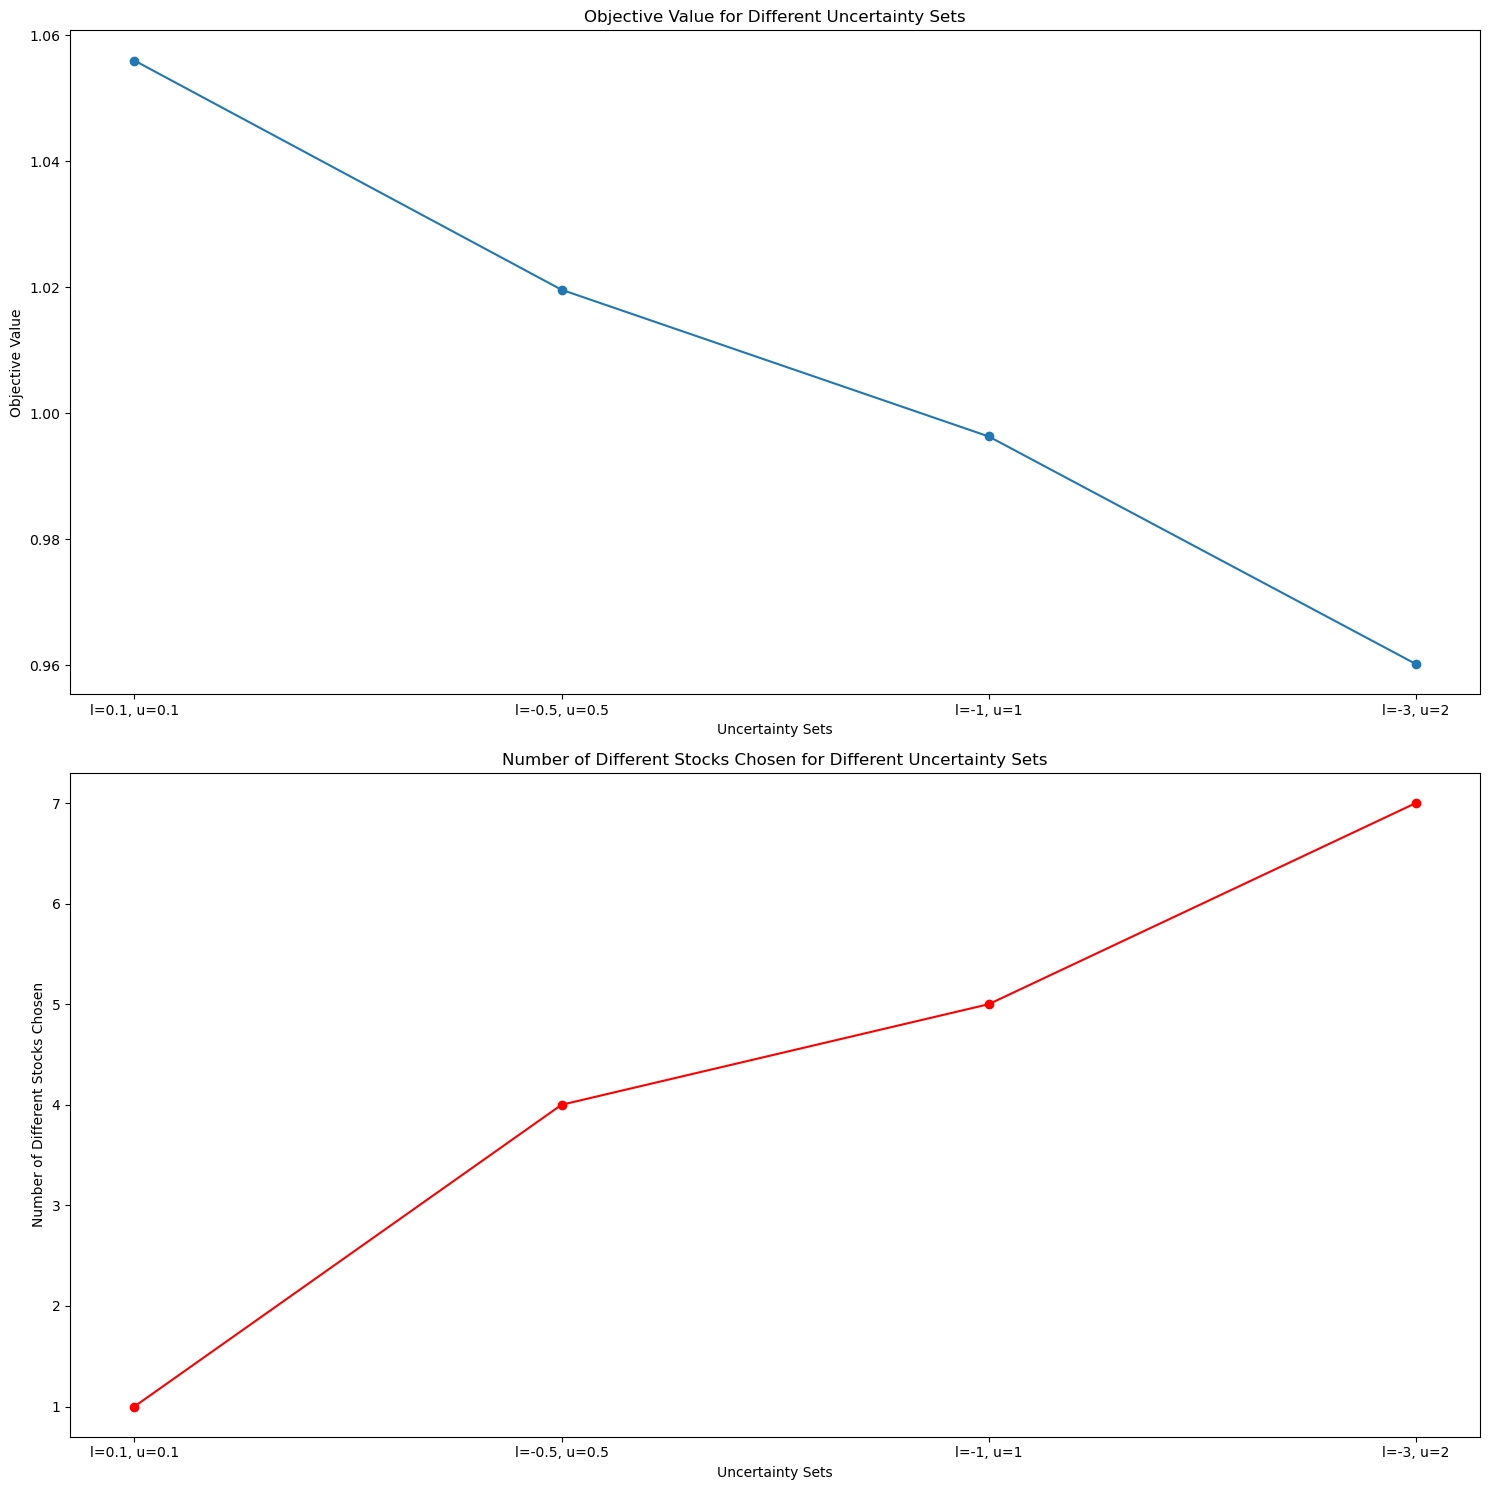 Objective Value for Different Uncertainty Sets
1.06
1.04
1.02
1.00
0.98
0.96
Objective Value
l=0.1, u=0.1
l=-0.5, u=0.5
l=-1, u=1
l=-3, u=2
Uncertainty Sets
Number of Different Stocks Chosen for Different Uncertainty Sets
7
6
5
4
3
2
1
Number of Different Stocks Chosen
l=0.1, u=0.1
l=-0.5, u=0.5
l=-1, u=1
l=-3, u=2
Uncertainty Sets